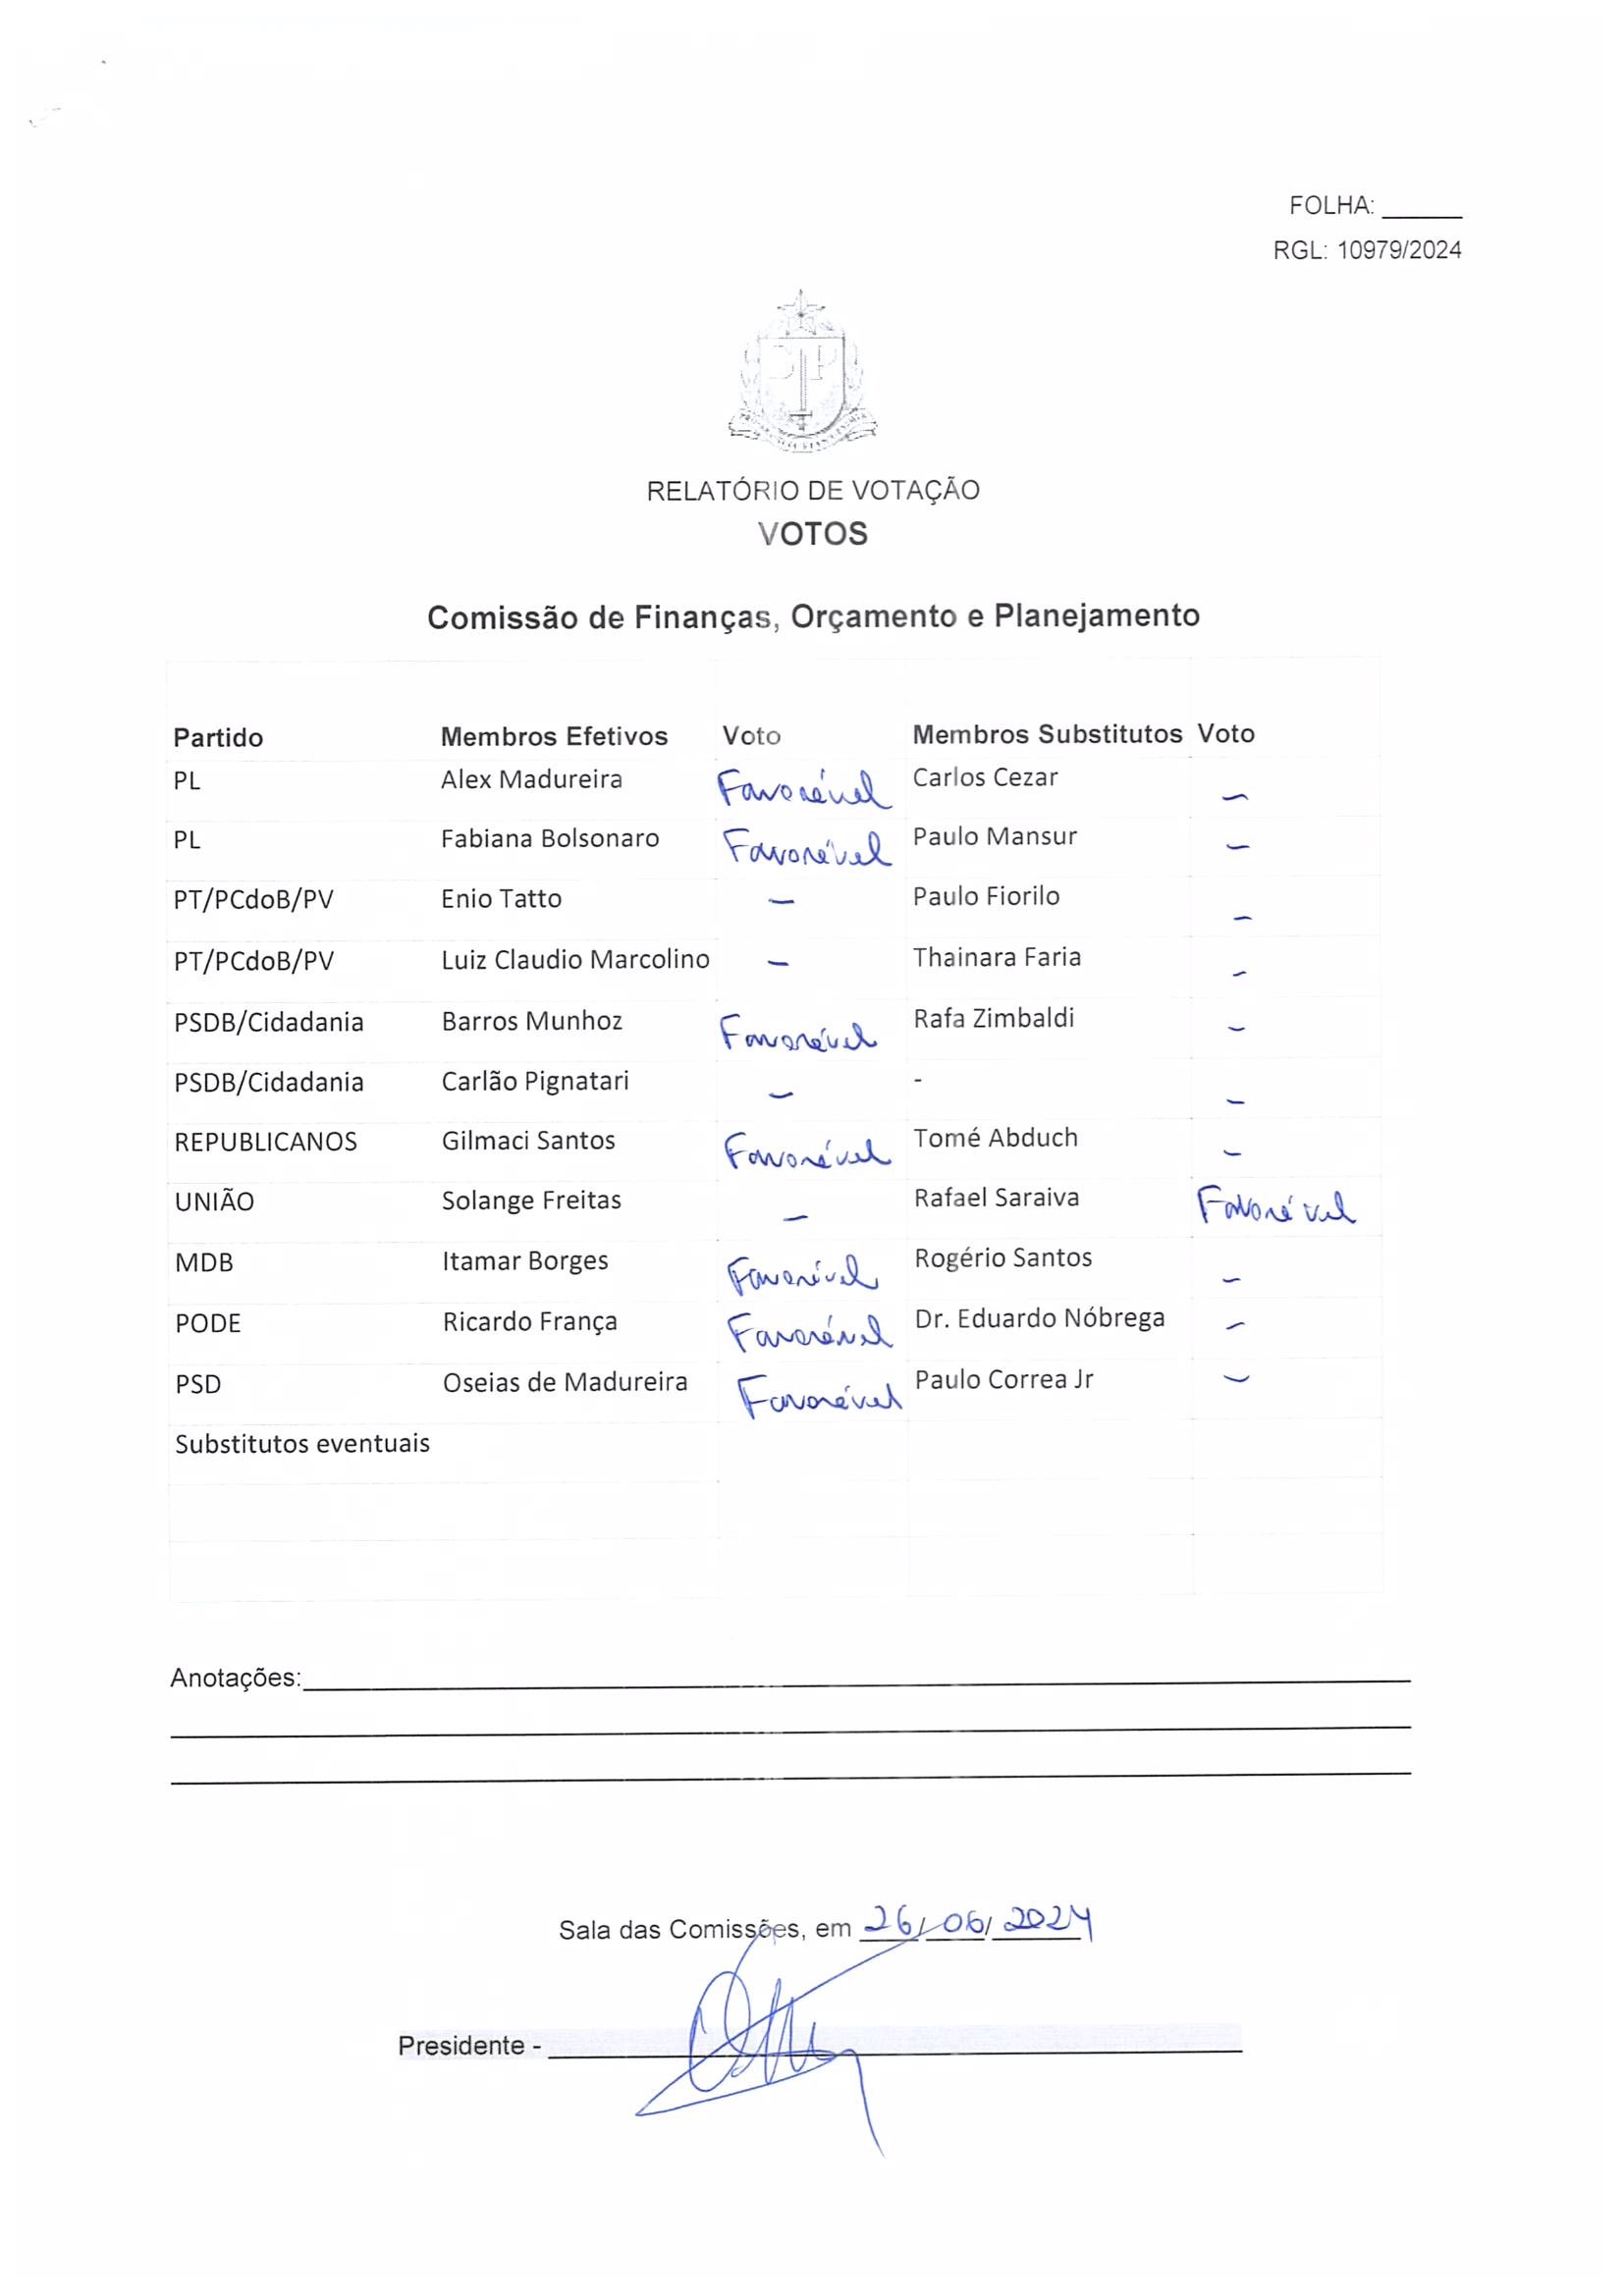 FOLHA: ______
RGL: 10979/2024
RELATÓRIO DE VOTAÇÃO
VOTOS
Comissão de Finanças, Orçamento e Planejamento
Partido Membros Efetivos Voto Membros Substitutos Voto
PL Alex Madureira Favorável Carlos Cezar –
PL Fabiana Bolsonaro Favorável Paulo Mansur –
PT/PCdoB/PV Enio Tatto – Paulo Fiorilo –
PT/PCdoB/PV Luiz Claudio Marcolino – Thainara Faria –
PSDB/Cidadania Barros Munhoz Favorável Rafa Zimbaldi –
PSDB/Cidadania Carlão Pignatari – - –
REPUBLICANOS Gilmaci Santos Favorável Tomé Abduch –
UNIÃO Solange Freitas – Rafael Saraiva Favorável
MDB Itamar Borges Favorável Rogério Santos –
PODE Ricardo França Favorável Dr. Eduardo Nóbrega –
PSD Oseias de Madureira Favorável Paulo Correa Jr –
Substitutos eventuais
Anotações:
Sala das Comissões, em 26/06/2024
Presidente -